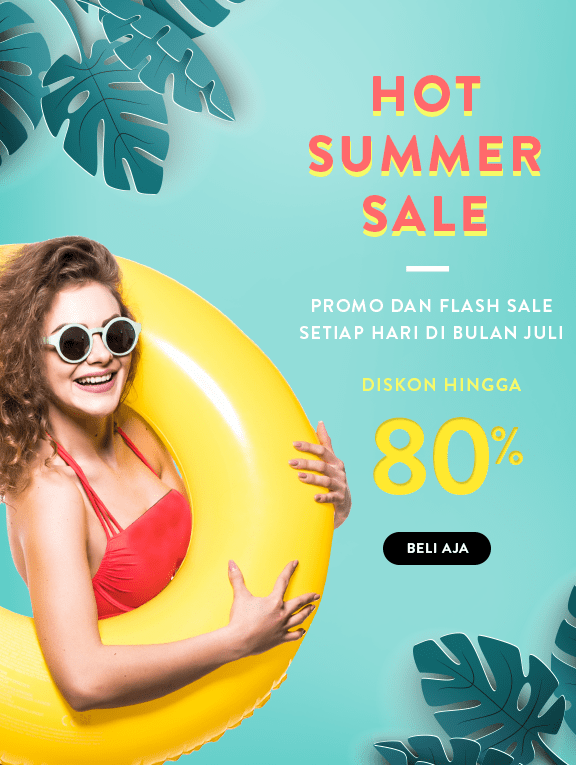 HOT
SUMMER
SALE
PROMO DAN FLASH SALE
SETIAP HARI DI BULAN JULI
DISKON HINGGA
80%
BELI AJA